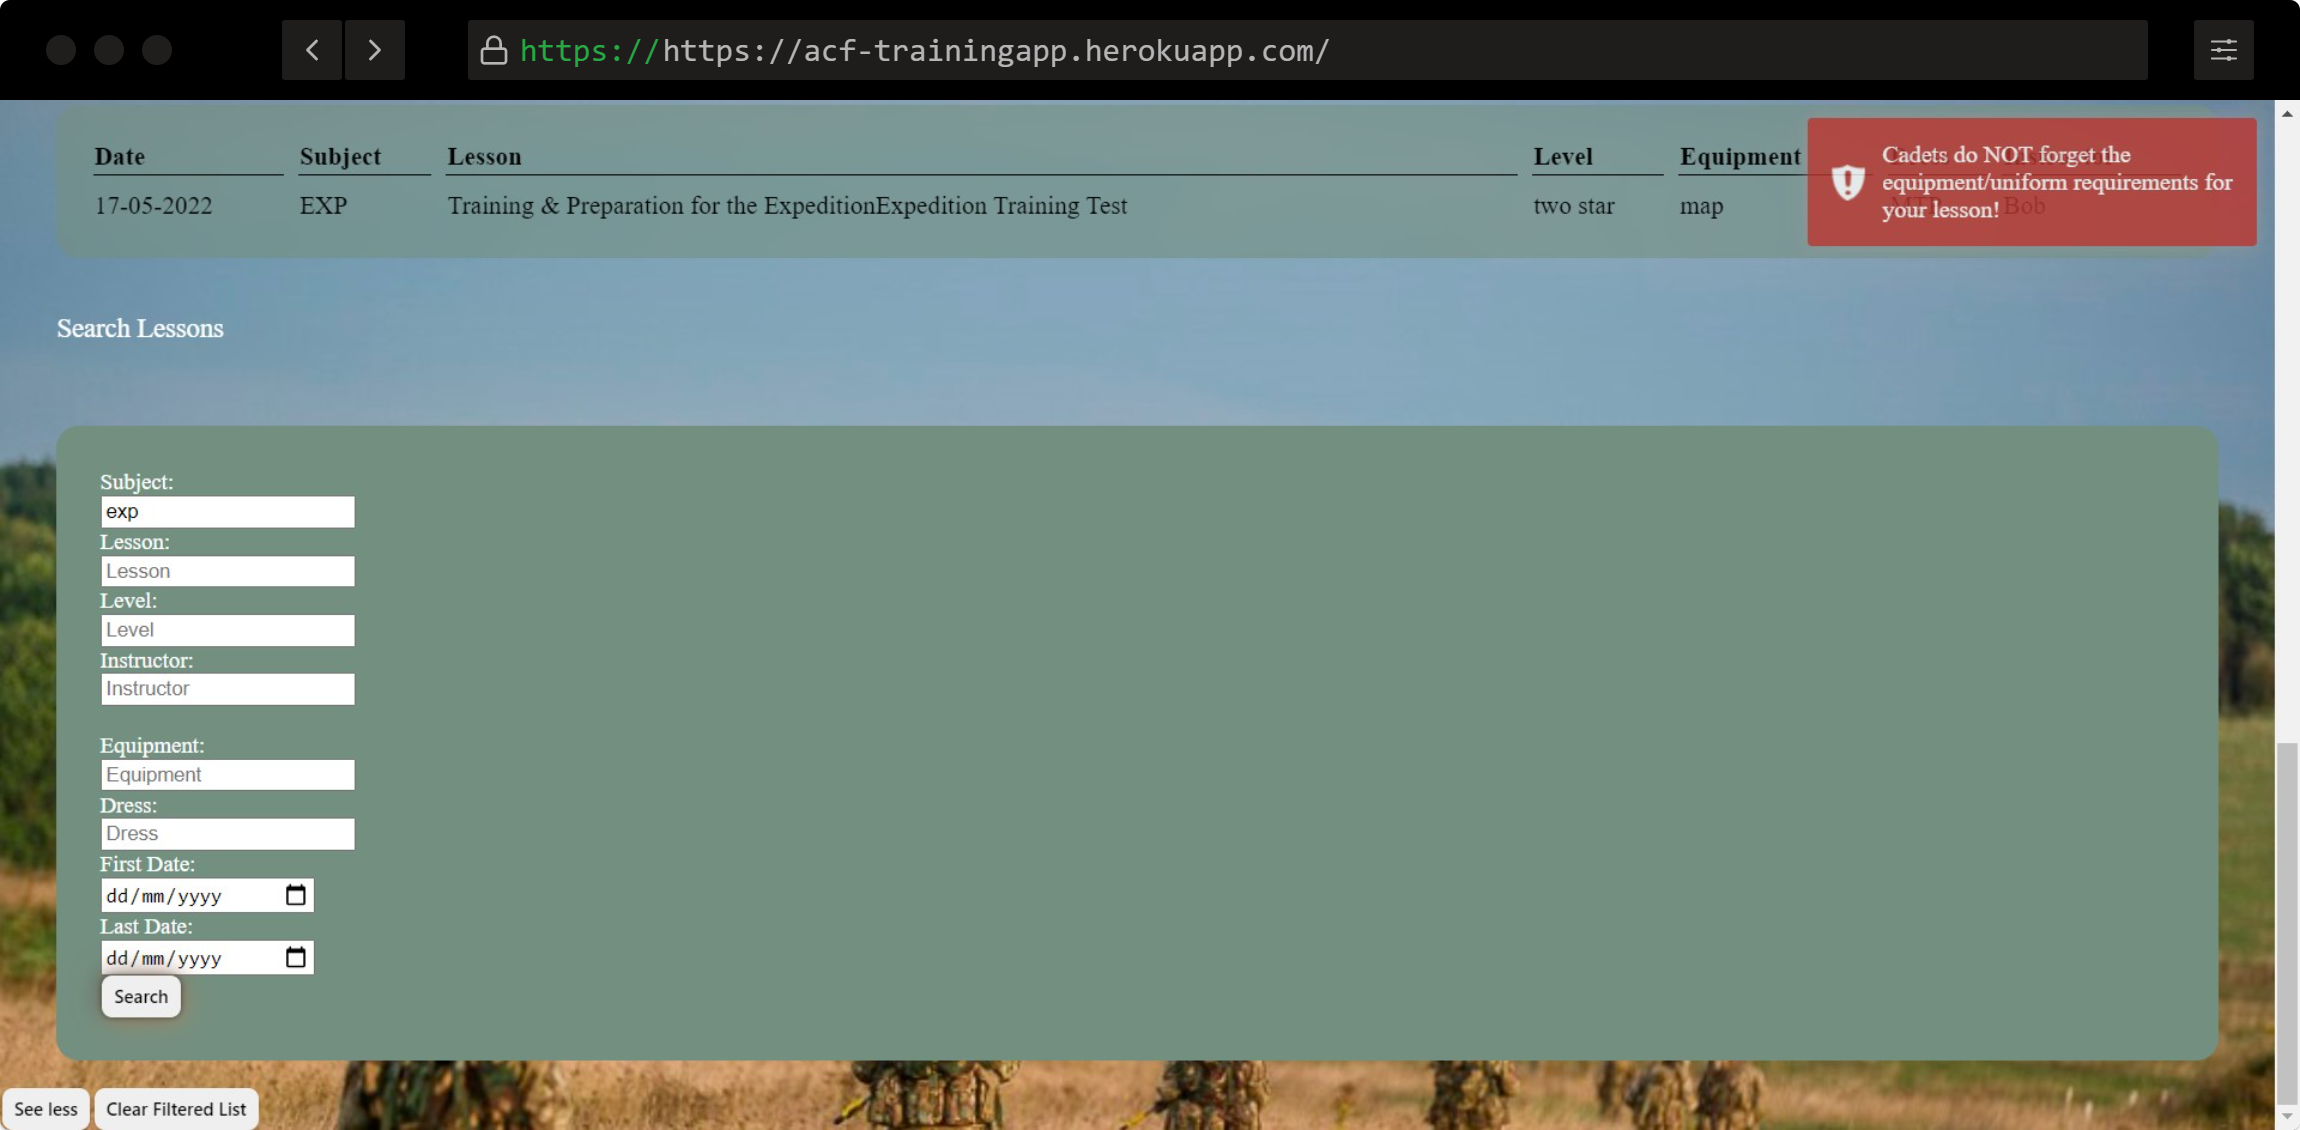 https://https://acf-trainingapp.herokuapp.com/
Date Subject Lesson Level Equipment
17-05-2022 EXP Training & Preparation for the ExpeditionExpedition Training Test two star map MTP Bob
Cadets do NOT forget the
equipment/uniform requirements for
your lesson!
Search Lessons
Subject:
exp
Lesson:
Lesson
Level:
Level
Instructor:
Instructor
Equipment:
Equipment
Dress:
Dress
First Date:
dd/mm/yyyy
Last Date:
dd/mm/yyyy
Search
See less Clear Filtered List